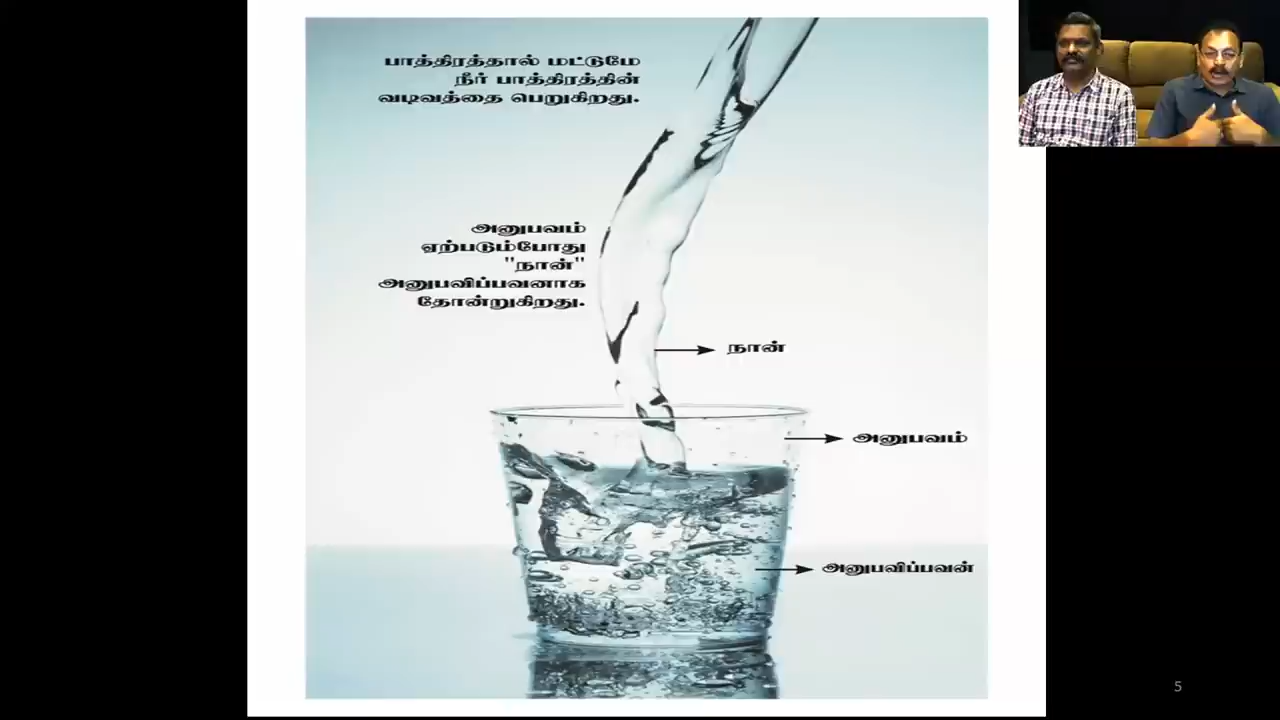 பாத்திரத்தால் மட்டுமே
நீர் பாத்திரத்தின்
வடிவத்தை பெறுகிறது.
அனுபவம்
ஏற்படும்போது
"நான்"
அனுபவிப்பவனாக
தோன்றுகிறது.
நான்
அனுபவம்
அனுபவிப்பவன்
5